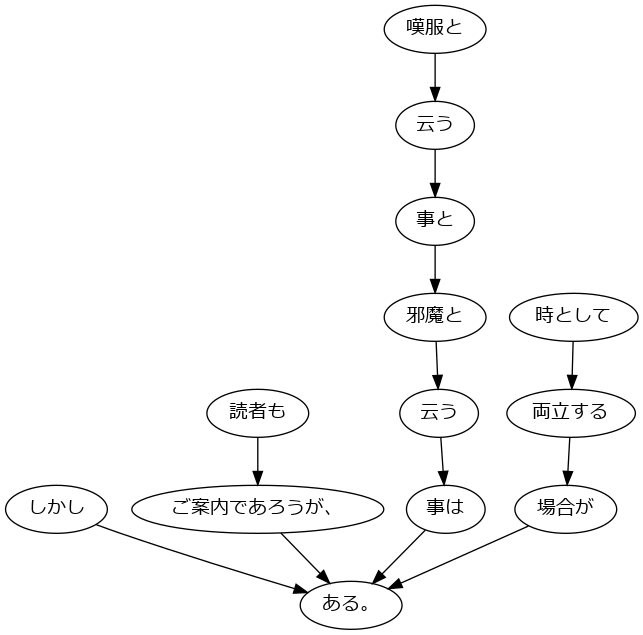 嘆服と
云う
事と
邪魔と
時として
云う
両立する
読者も
しかし
ご案内であろうが、
事は
場合が
ある。